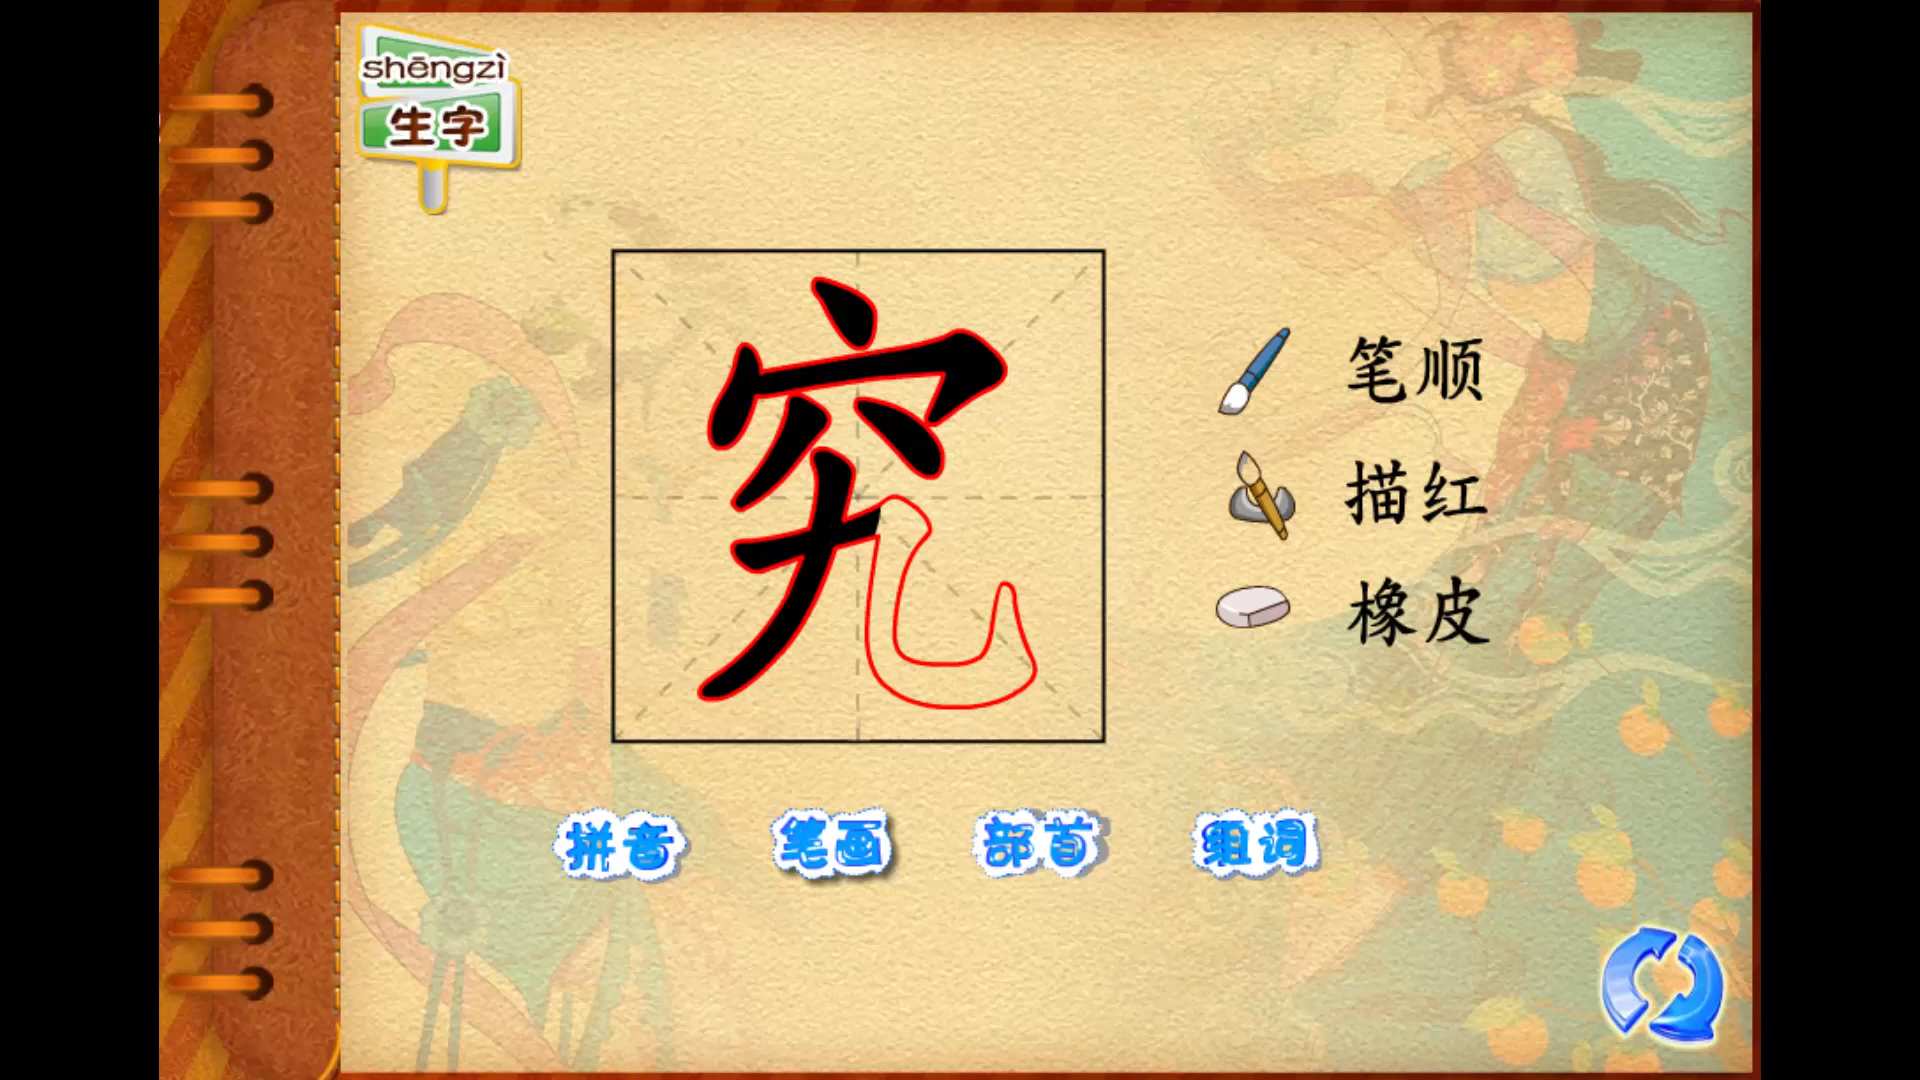 shēngzì
生字
究
笔顺
描红
橡皮
拼音 笔画 部首 组词